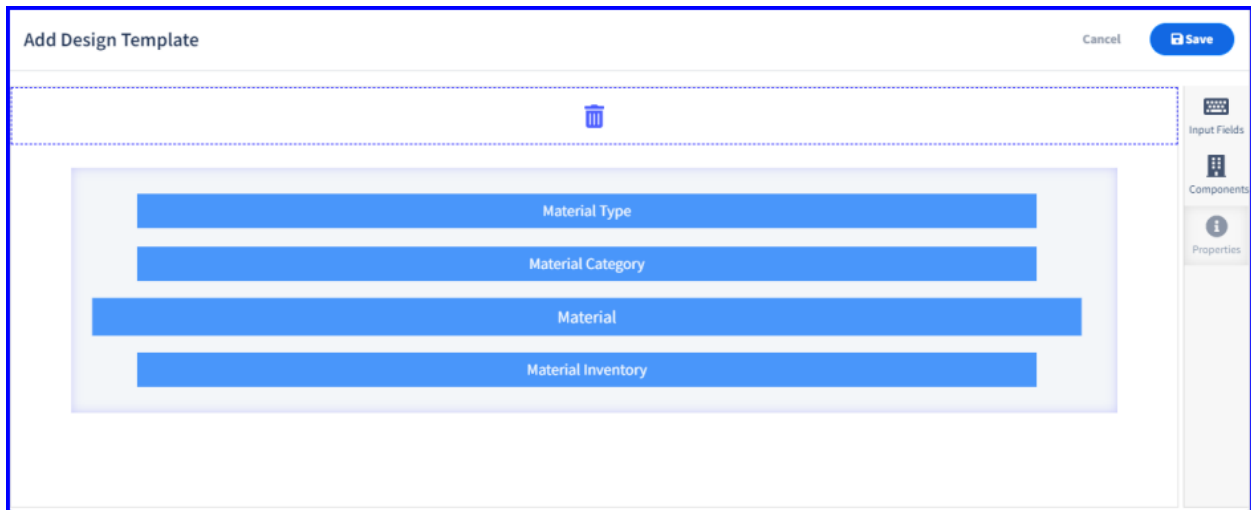 Add Design Template
Cancel
Save
Input Fields
Components
Properties
Material Type
Material Category
Material
Material Inventory